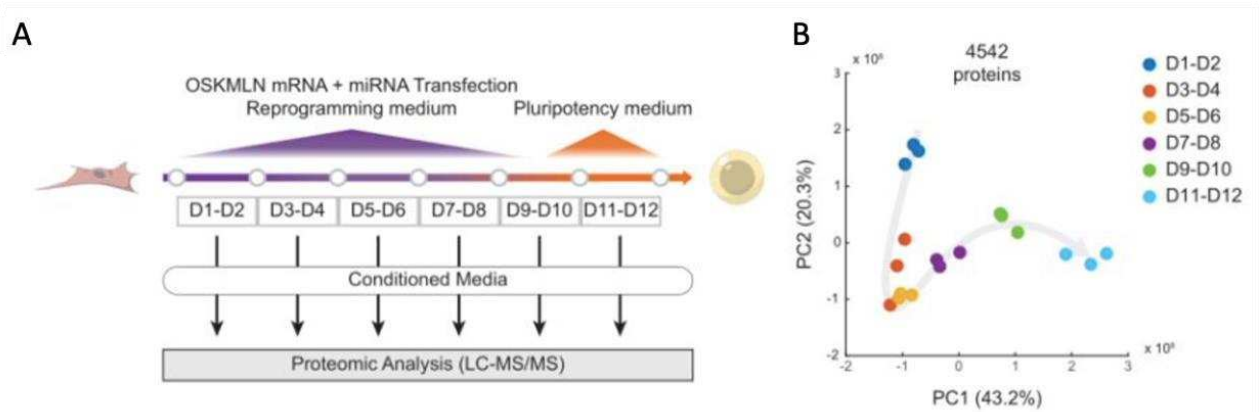 A
OSKMLN mRNA + miRNA Transfection
Reprogramming medium
Pluripotency medium
D1-D2 D3-D4 D5-D6 D7-D8 D9-D10 D11-D12
Conditioned Media
Proteomic Analysis (LC-MS/MS)
B
4542
proteins
x 10⁸
3
2
1
0
-1
-2
PC2 (20.3%)
-2 -1 0 1 2 3
x 10⁸
PC1 (43.2%)
D1-D2
D3-D4
D5-D6
D7-D8
D9-D10
D11-D12